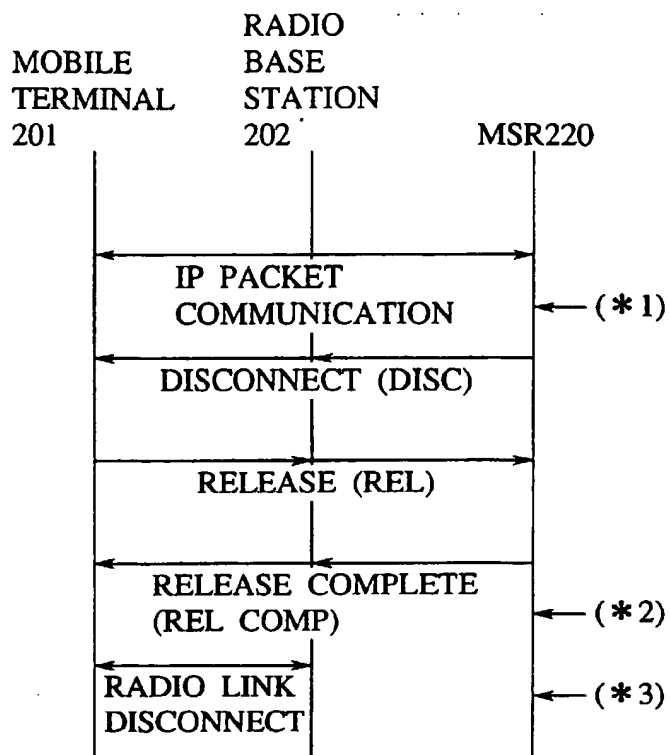 MOBILE
TERMINAL
201
RADIO
BASE
STATION
202
MSR220
IP PACKET
COMMUNICATION
(*1)
DISCONNECT (DISC)
RELEASE (REL)
RELEASE COMPLETE
(REL COMP)
(*2)
RADIO LINK
DISCONNECT
(*3)